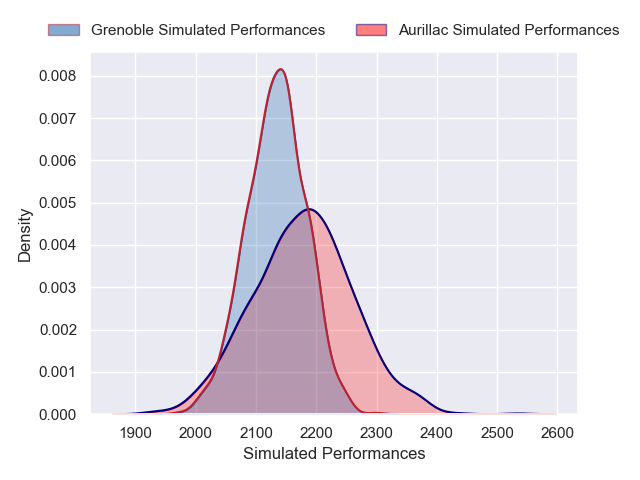 Grenoble Simulated Performances Aurillac Simulated Performances
0.008
0.007
0.006
0.005
0.004
0.003
0.002
0.001
0.000
Density
1900 2000 2100 2200 2300 2400 2500 2600
Simulated Performances